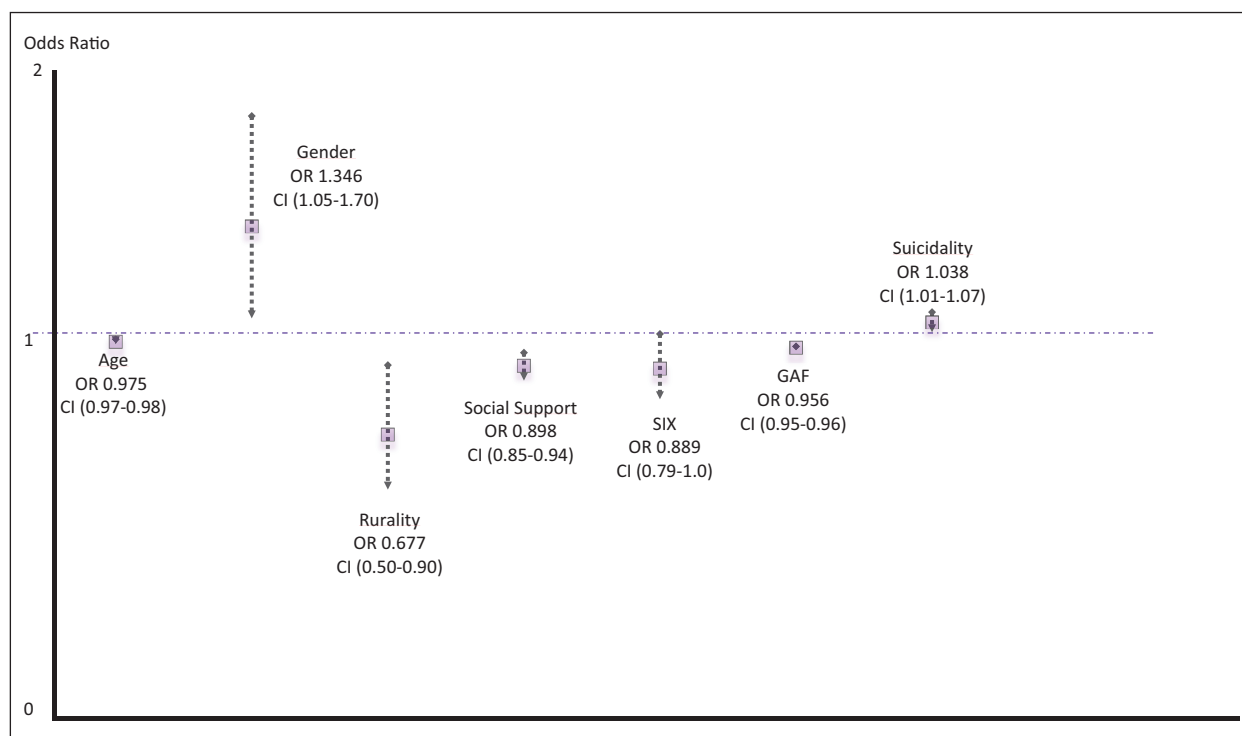 Odds Ratio
2
Gender
OR 1.346
CI (1.05-1.70)
Suicidality
OR 1.038
CI (1.01-1.07)
1
Age
OR 0.975
CI (0.97-0.98)
Social Support
OR 0.898
CI (0.85-0.94)
SIX
OR 0.889
CI (0.79-1.0)
GAF
OR 0.956
CI (0.95-0.96)
Rurality
OR 0.677
CI (0.50-0.90)
0